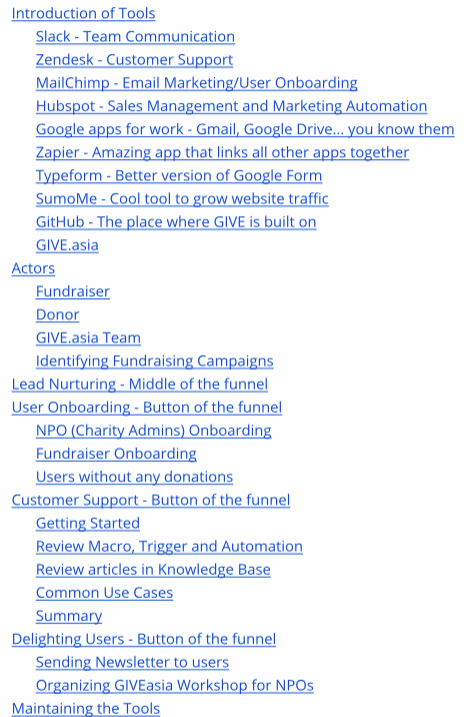 Introduction of Tools
Slack - Team Communication
Zendesk - Customer Support
MailChimp - Email Marketing/User Onboarding
Hubspot - Sales Management and Marketing Automation
Google apps for work - Gmail, Google Drive... you know them
Zapier - Amazing app that links all other apps together
Typeform - Better version of Google Form
SumoMe - Cool tool to grow website traffic
GitHub - The place where GIVE is built on
GIVE.asia
Actors
Fundraiser
Donor
GIVE.asia Team
Identifying Fundraising Campaigns
Lead Nurturing - Middle of the funnel
User Onboarding - Button of the funnel
NPO (Charity Admins) Onboarding
Fundraiser Onboarding
Users without any donations
Customer Support - Button of the funnel
Getting Started
Review Macro, Trigger and Automation
Review articles in Knowledge Base
Common Use Cases
Summary
Delighting Users - Button of the funnel
Sending Newsletter to users
Organizing GIVEasia Workshop for NPOs
Maintaining the Tools